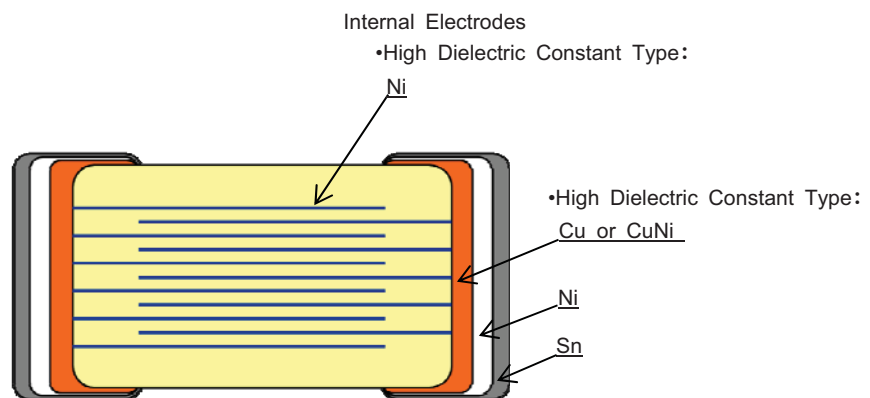 Internal Electrodes
•High Dielectric Constant Type：
Ni
•High Dielectric Constant Type：
Cu or CuNi
Ni
Sn